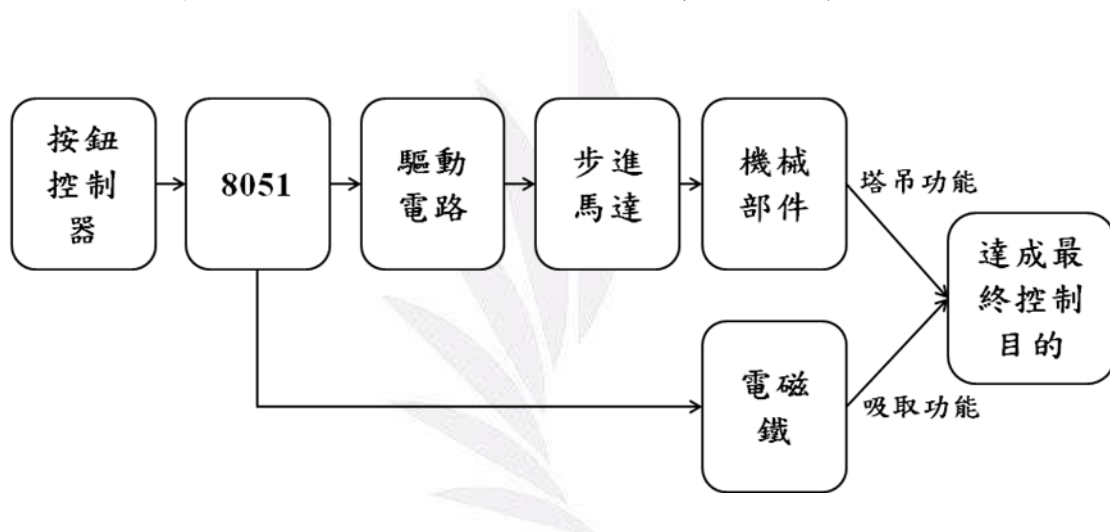 按鈕
控制
器
8051
驅動
電路
步進
馬達
機械
部件
塔吊功能
達成最
終控制
目的
電磁
鐵
吸取功能